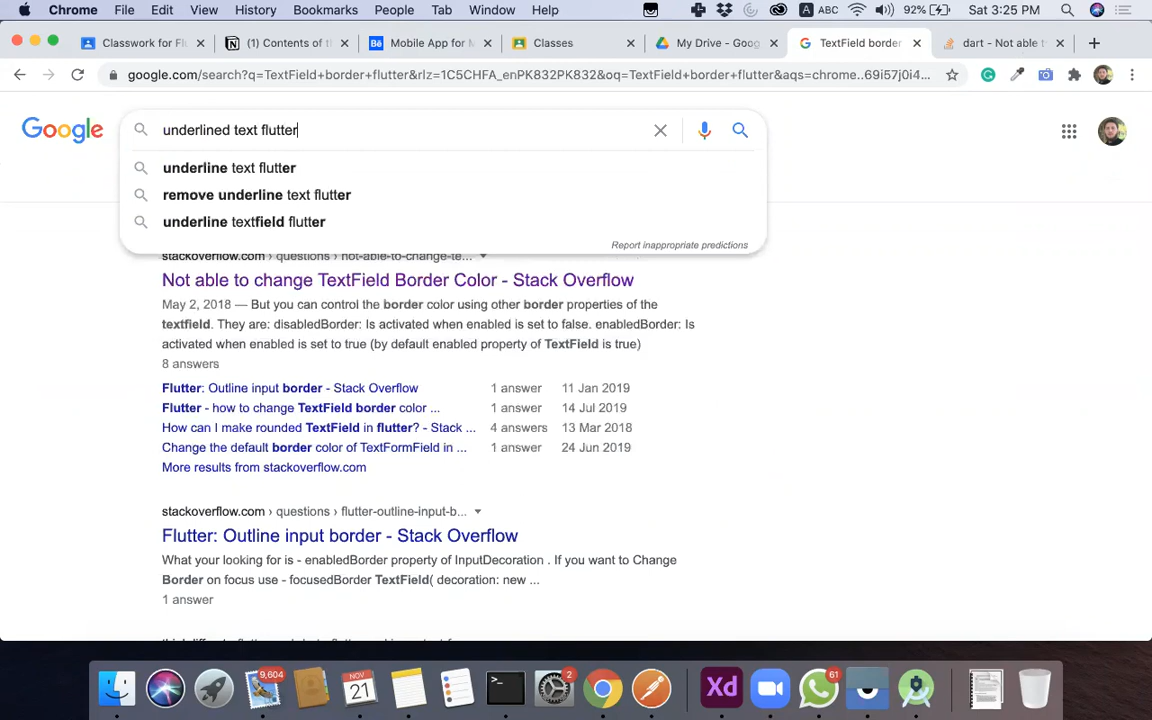 Chrome File Edit View History Bookmarks People Tab Window Help A ABC 92% Sat 3:25 PM
Classwork for Fl (1) Contents of t Mobile App for M Classes My Drive - Goog TextField border dart - Not able t
google.com/search?q=TextField+border+flutter&rlz=1C5CHFA_enPK832PK832&oq=TextField+border+flutter&aqs=chrome..69i57j0i4...
Google
underlined text flutter
underline text flutter
remove underline text flutter
underline textfield flutter
Report inappropriate predictions
stackoverflow.com › questions › not-able-to-change-te...
Not able to change TextField Border Color - Stack Overflow
May 2, 2018 — But you can control the border color using other border properties of the
textfield. They are: disabledBorder: Is activated when enabled is set to false. enabledBorder: Is
activated when enabled is set to true (by default enabled property of TextField is true)
8 answers
Flutter: Outline input border - Stack Overflow 1 answer 11 Jan 2019
Flutter - how to change TextField border color ... 1 answer 14 Jul 2019
How can I make rounded TextField in flutter? - Stack ... 4 answers 13 Mar 2018
Change the default border color of TextFormField in ... 1 answer 24 Jun 2019
More results from stackoverflow.com
stackoverflow.com › questions › flutter-outline-input-b...
Flutter: Outline input border - Stack Overflow
What your looking for is - enabledBorder property of InputDecoration . If you want to Change
Border on focus use - focusedBorder TextField( decoration: new ...
1 answer
9,604 NOV 21 2 Xd 61